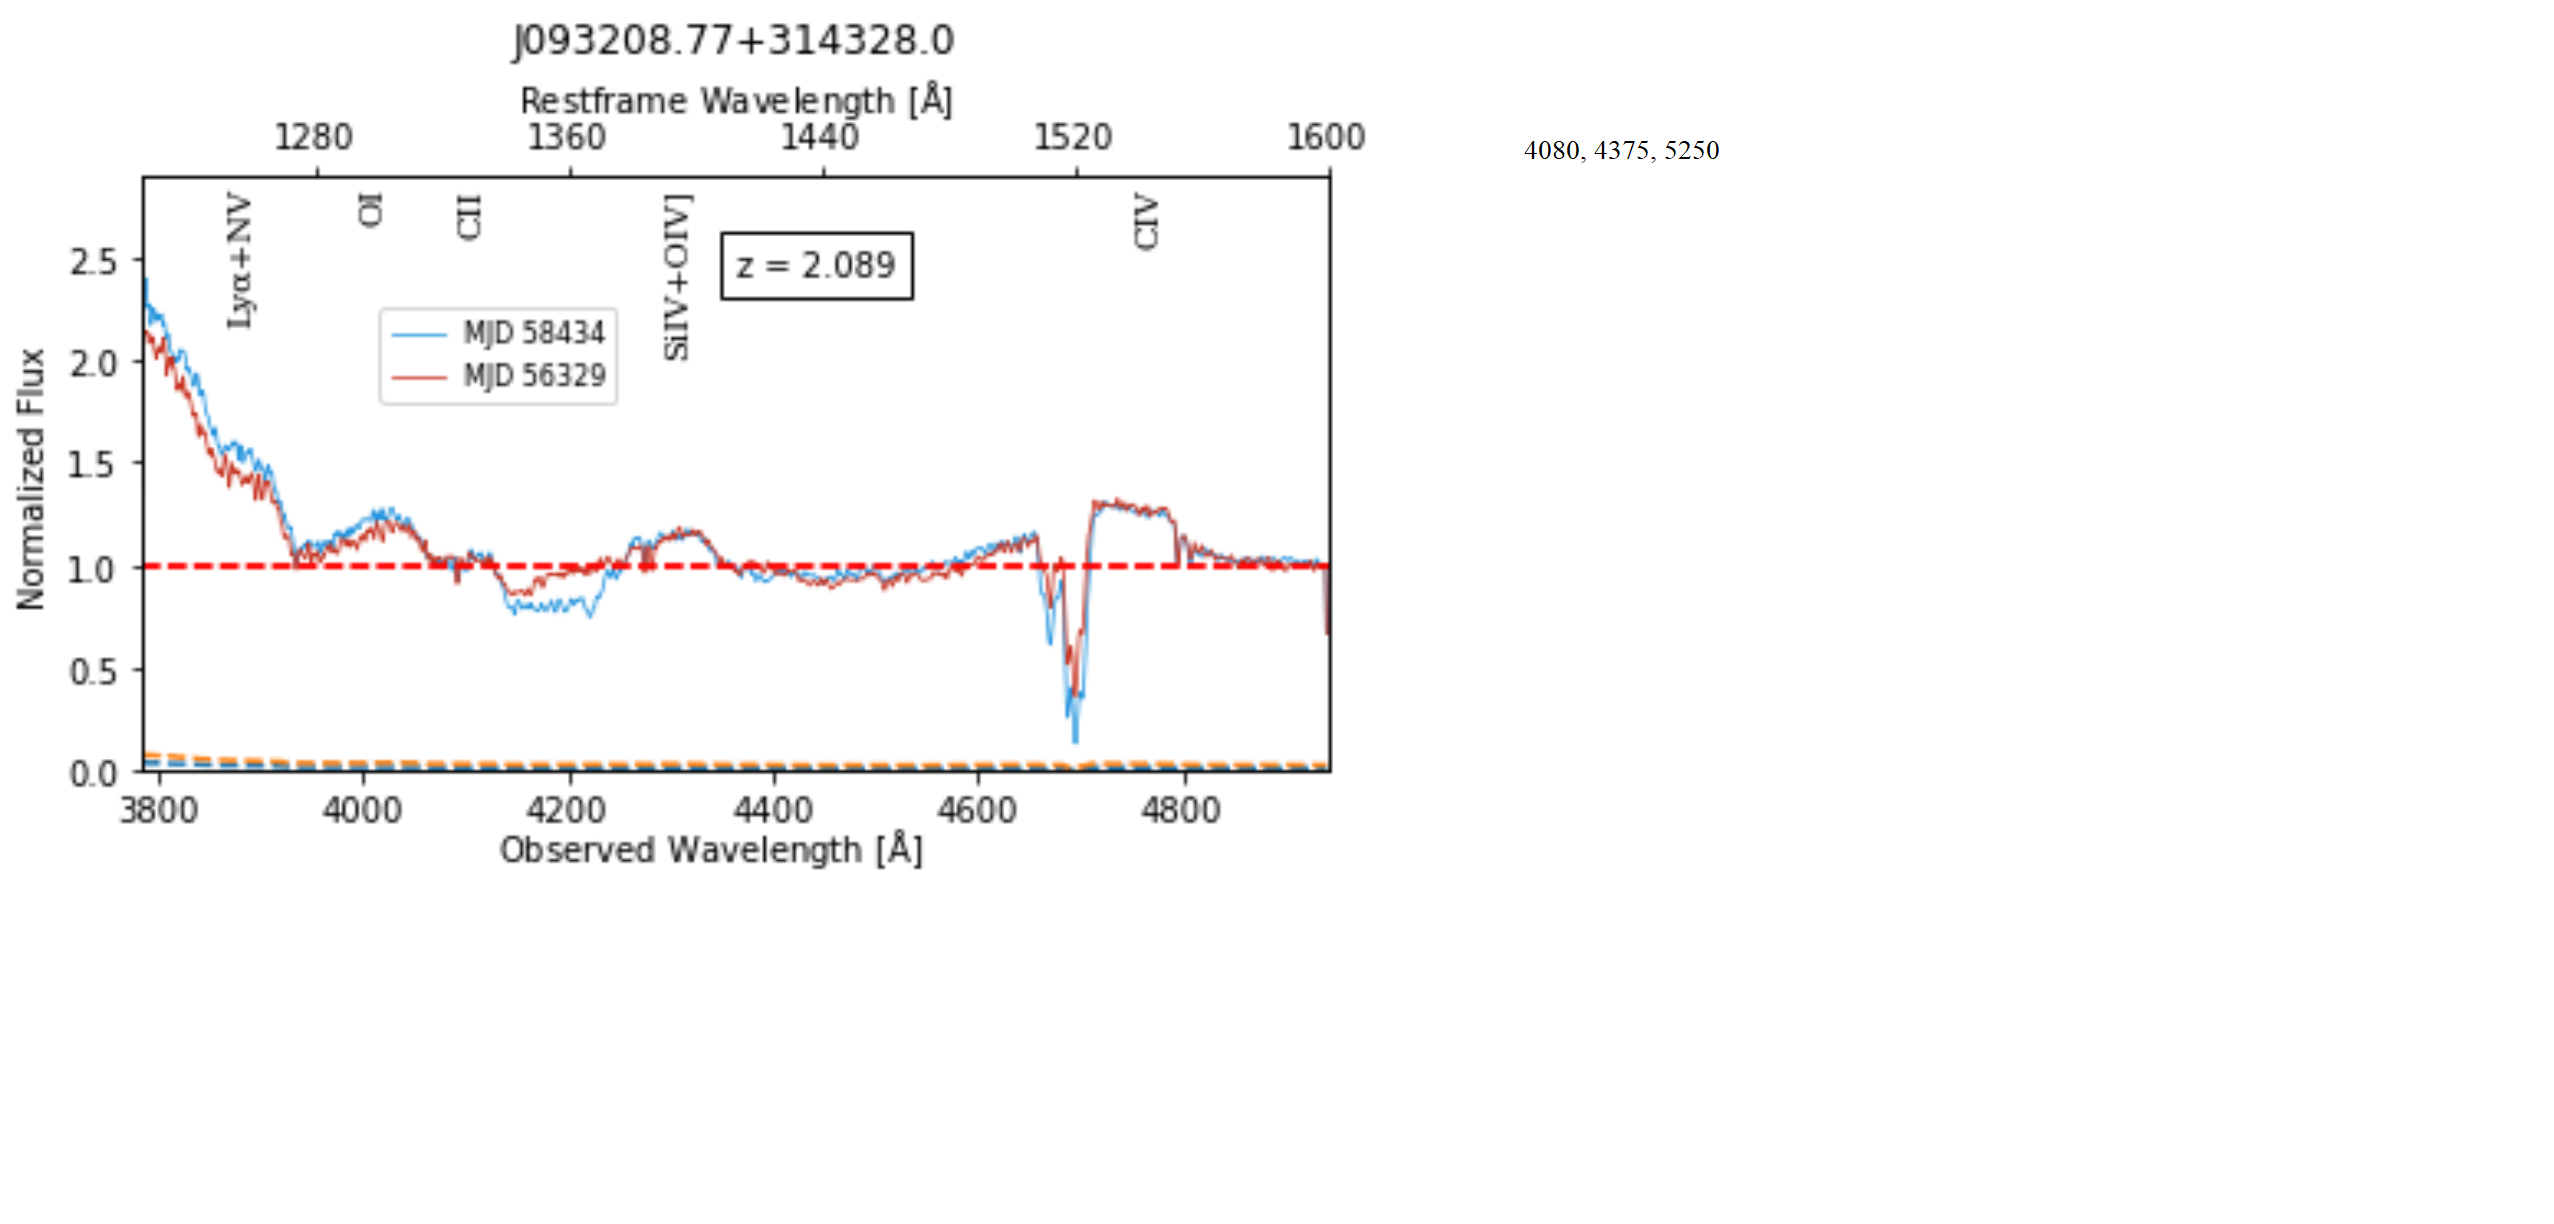 J093208.77+314328.0
Restframe Wavelength [Å]
1280 1360 1440 1520 1600
4080, 4375, 5250
Lyα+NV
OI
CII
SiIV+OIV]
CIV
z = 2.089
MJD 58434
MJD 56329
Normalized Flux
2.5
2.0
1.5
1.0
0.5
0.0
3800 4000 4200 4400 4600 4800
Observed Wavelength [Å]